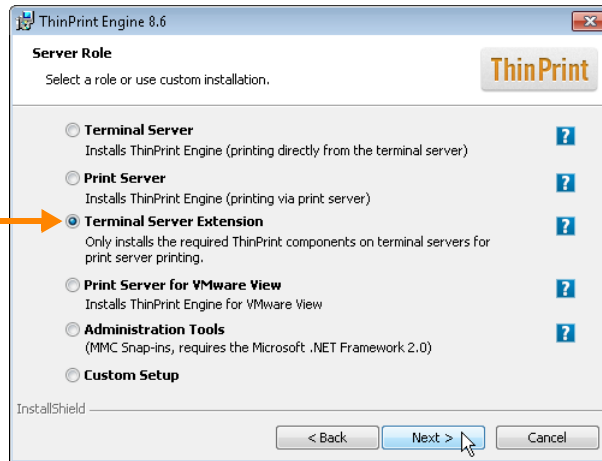 ThinPrint Engine 8.6
Server Role
Select a role or use custom installation.
ThinPrint
Terminal Server
?
Installs ThinPrint Engine (printing directly from the terminal server)
Print Server
?
Installs ThinPrint Engine (printing via print server)
Terminal Server Extension
?
Only installs the required ThinPrint components on terminal servers for
print server printing.
Print Server for VMware View
?
Installs ThinPrint Engine for VMware View
Administration Tools
?
(MMC Snap-ins, requires the Microsoft .NET Framework 2.0)
Custom Setup
InstallShield
< Back
Next >
Cancel